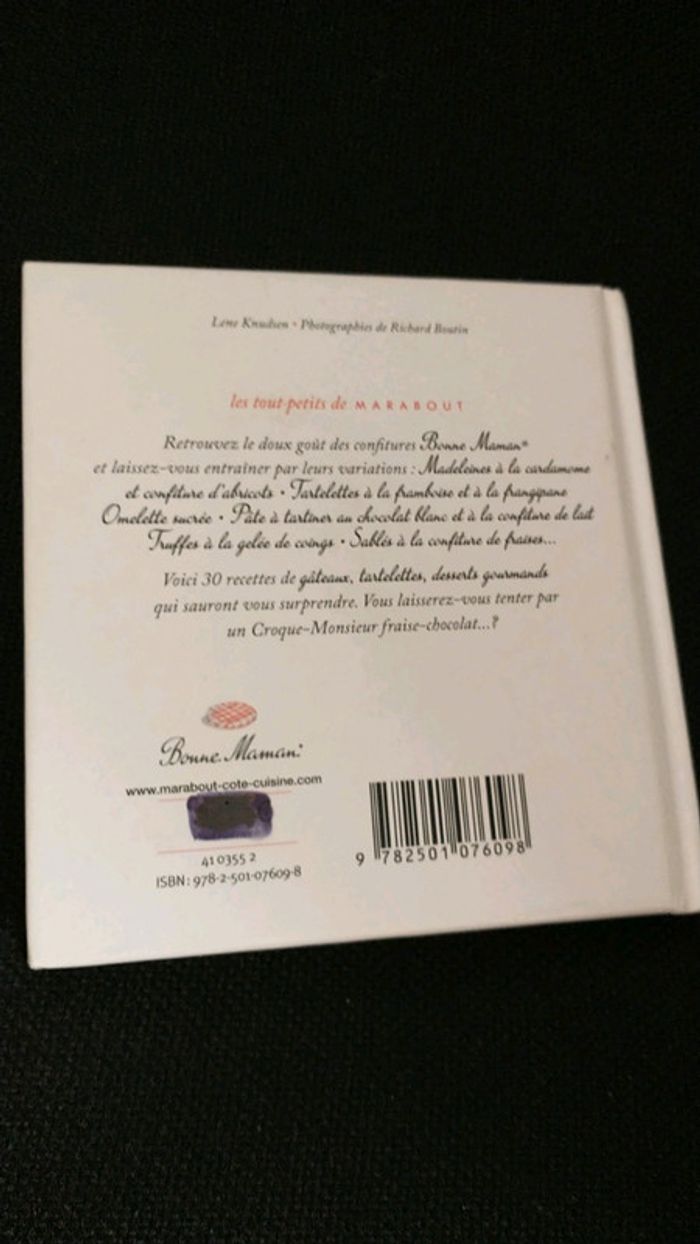 Lene Knudsen • Photographies de Richard Boutin
les tout-petits de MARABOUT
Retrouvez le doux goût des confitures Bonne Maman®
et laissez-vous entraîner par leurs variations : Madeleines à la cardamome
et confiture d'abricots • Tartelettes à la framboise et à la frangipane
Omelette sucrée • Pâte à tartiner au chocolat blanc et à la confiture de lait
Truffes à la gelée de coings • Sablés à la confiture de fraises...
Voici 30 recettes de gâteaux, tartelettes, desserts gourmands
qui sauront vous surprendre. Vous laisserez-vous tenter par
un Croque-Monsieur fraise-chocolat...?
Bonne Maman®
www.marabout-cote-cuisine.com
41 0355 2
ISBN : 978-2-501-07609-8
9 782501 076098